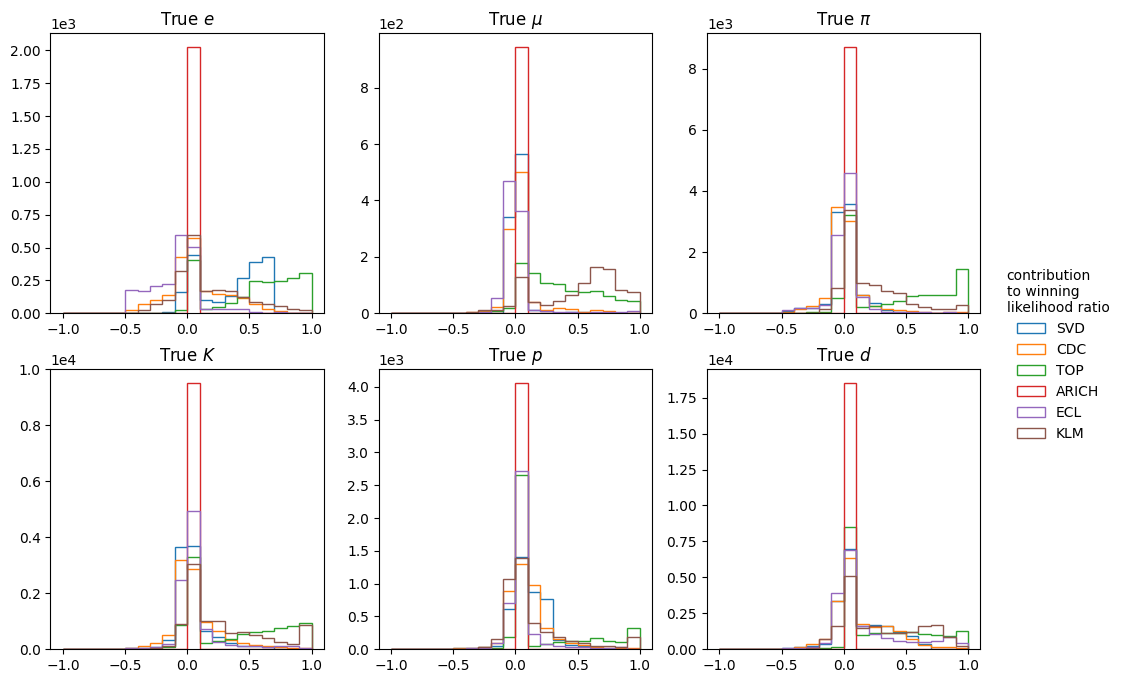 True e
1e3
2.00
1.75
1.50
1.25
1.00
0.75
0.50
0.25
0.00
−1.0 −0.5 0.0 0.5 1.0
True μ
1e2
8
6
4
2
0
−1.0 −0.5 0.0 0.5 1.0
True π
1e3
8
6
4
2
0
−1.0 −0.5 0.0 0.5 1.0
True K
1e4
1.0
0.8
0.6
0.4
0.2
0.0
−1.0 −0.5 0.0 0.5 1.0
True p
1e3
4.0
3.5
3.0
2.5
2.0
1.5
1.0
0.5
0.0
−1.0 −0.5 0.0 0.5 1.0
True d
1e4
1.75
1.50
1.25
1.00
0.75
0.50
0.25
0.00
−1.0 −0.5 0.0 0.5 1.0
contribution
to winning
likelihood ratio
SVD
CDC
TOP
ARICH
ECL
KLM